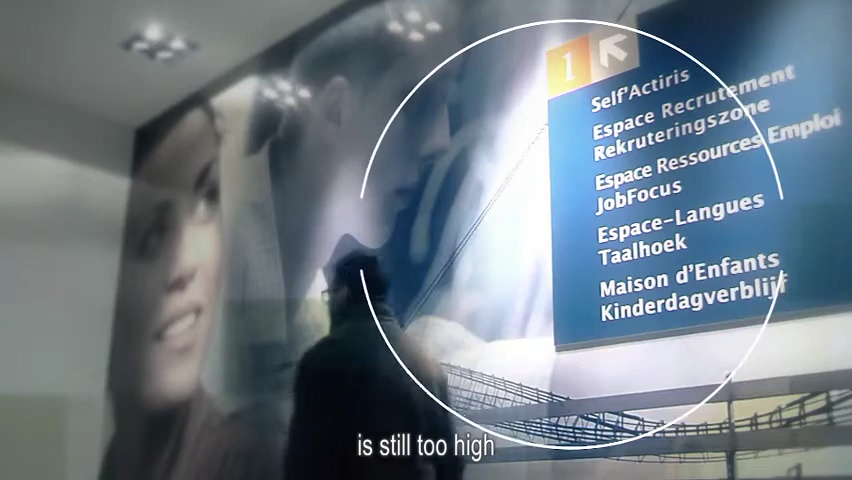 1
Self'Actiris
Espace Recrutement
Rekruteringszone
Espace Ressources Emploi
JobFocus
Espace-Langues
Taalhoek
Maison d'Enfants
Kinderdagverblijf
is still too high